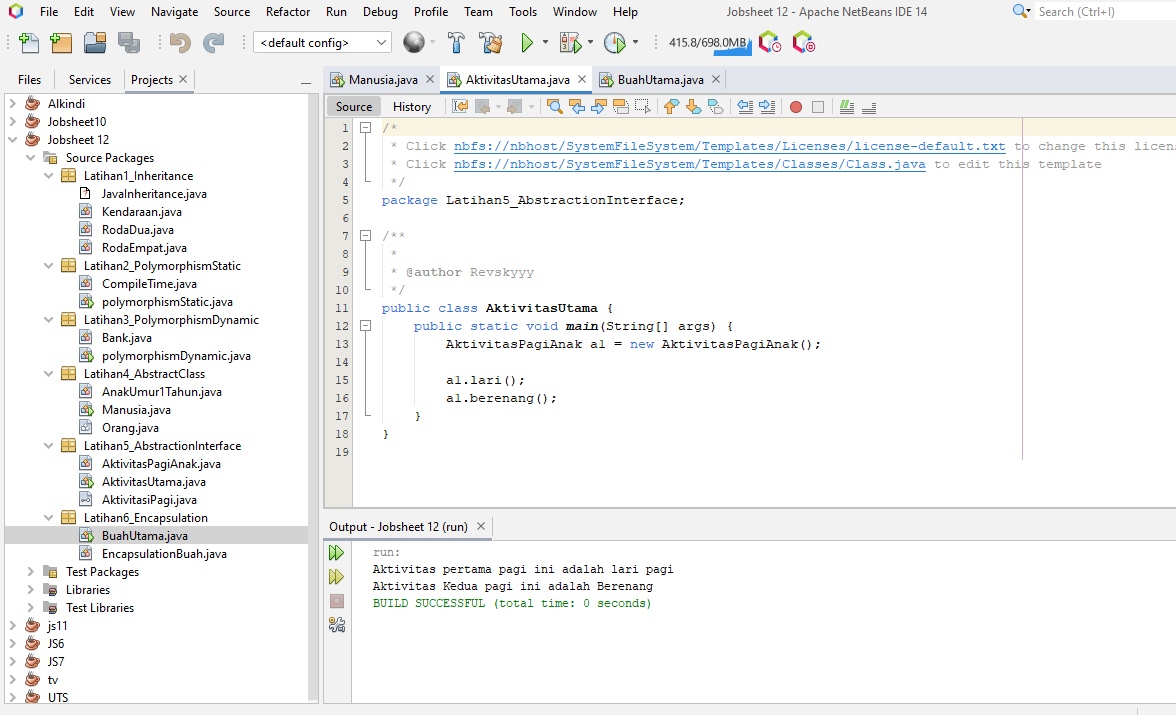 File Edit View Navigate Source Refactor Run Debug Profile Team Tools Window Help Jobsheet 12 - Apache NetBeans IDE 14 Search (Ctrl+I)
<default config> 415.8/698.0MB
Files Services Projects
Alkindi
Jobsheet10
Jobsheet 12
Source Packages
Latihan1_Inheritance
JavaInheritance.java
Kendaraan.java
RodaDua.java
RodaEmpat.java
Latihan2_PolymorphismStatic
CompileTime.java
polymorphismStatic.java
Latihan3_PolymorphismDynamic
Bank.java
polymorphismDynamic.java
Latihan4_AbstractClass
AnakUmur1Tahun.java
Manusia.java
Orang.java
Latihan5_AbstractionInterface
AktivitasPagiAnak.java
AktivitasUtama.java
AktivitasiPagi.java
Latihan6_Encapsulation
BuahUtama.java
EncapsulationBuah.java
Test Packages
Libraries
Test Libraries
js11
JS6
JS7
tv
UTS
Manusia.java AktivitasUtama.java BuahUtama.java
Source History
1 /*
2 * Click nbfs://nbhost/SystemFileSystem/Templates/Licenses/license-default.txt to change this licen
3 * Click nbfs://nbhost/SystemFileSystem/Templates/Classes/Class.java to edit this template
4 */
5 package Latihan5_AbstractionInterface;
6
7 /**
8 *
9 * @author Revskyyy
10 */
11 public class AktivitasUtama {
12 public static void main(String[] args) {
13 AktivitasPagiAnak al = new AktivitasPagiAnak();
14
15 al.lari();
16 al.berenang();
17 }
18 }
19
Output - Jobsheet 12 (run)
run:
Aktivitas pertama pagi ini adalah lari pagi
Aktivitas Kedua pagi ini adalah Berenang
BUILD SUCCESSFUL (total time: 0 seconds)